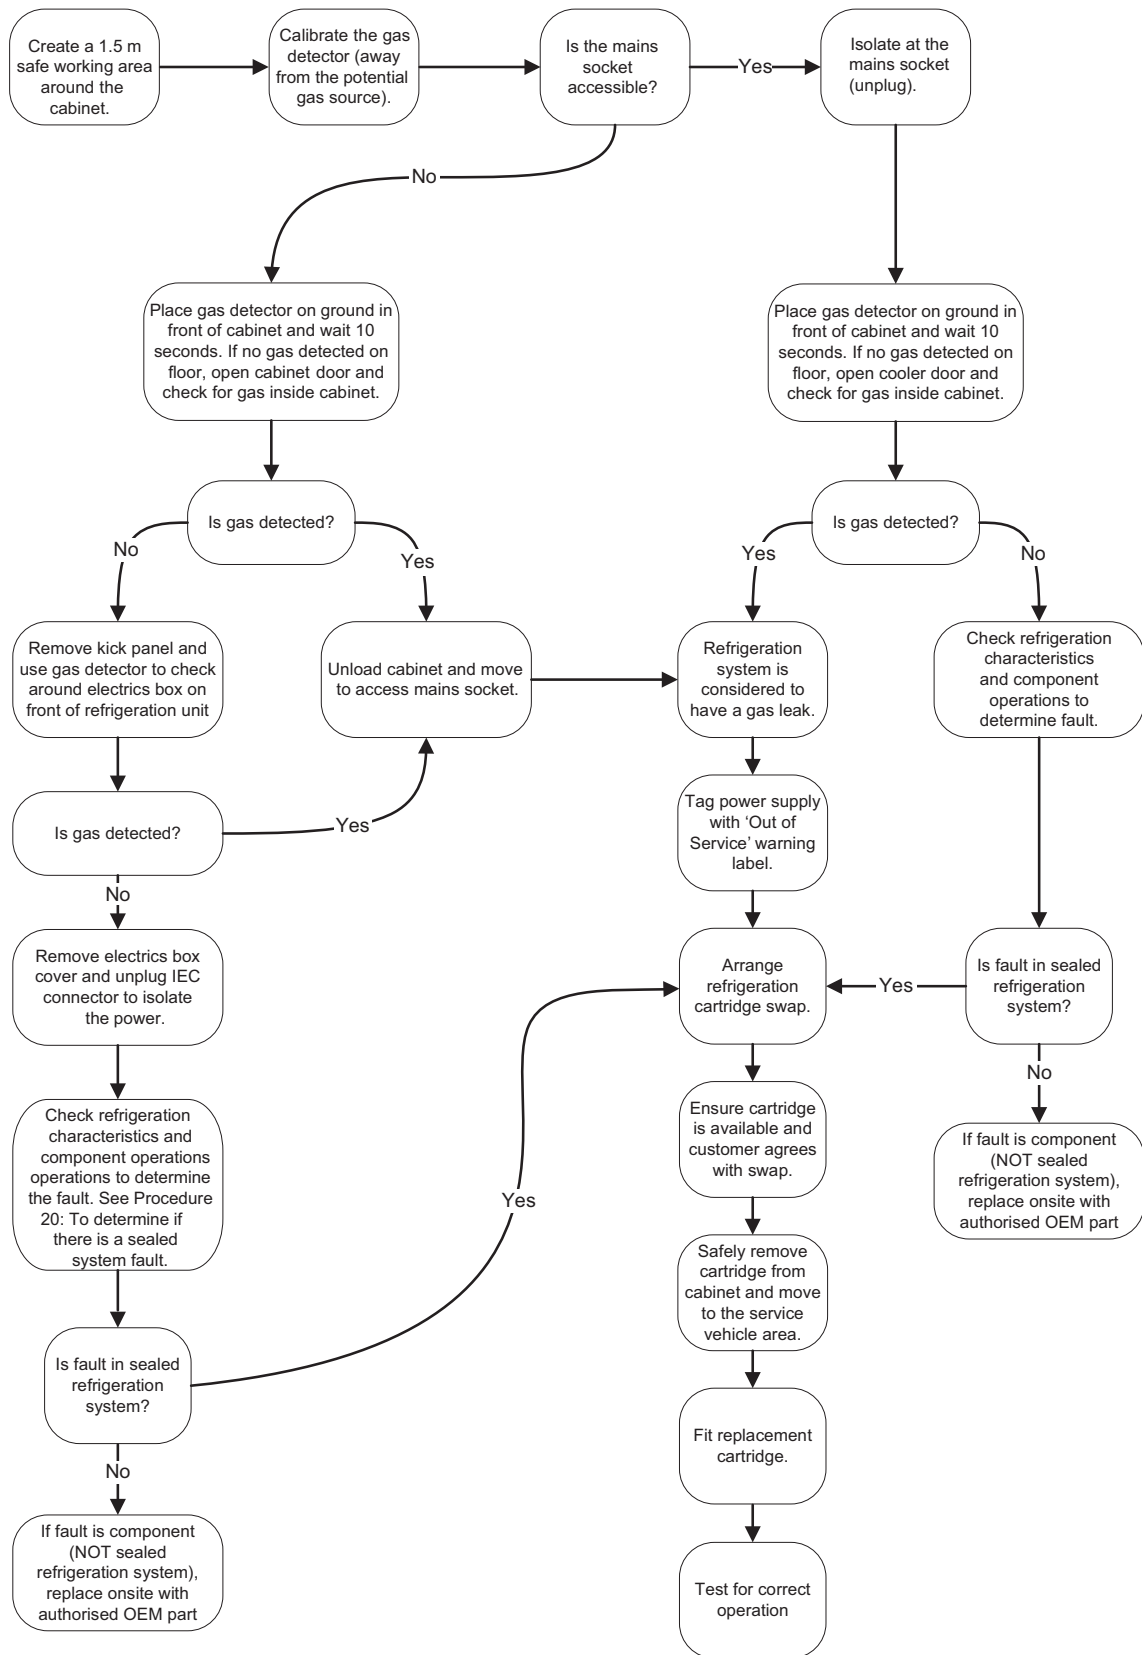 Create a 1.5 m
safe working area
around the
cabinet.
Calibrate the gas
detector (away
from the potential
gas source).
Is the mains
socket
accessible?
Yes
Isolate at the
mains socket
(unplug).
No
Place gas detector on ground in
front of cabinet and wait 10
seconds. If no gas detected on
floor, open cabinet door and
check for gas inside cabinet.
Place gas detector on ground in
front of cabinet and wait 10
seconds. If no gas detected on
floor, open cooler door and
check for gas inside cabinet.
Is gas detected?
No
Yes
Is gas detected?
Yes
No
Remove kick panel and
use gas detector to check
around electrics box on
front of refrigeration unit
Unload cabinet and move
to access mains socket.
Refrigeration
system is
considered to
have a gas leak.
Check refrigeration
characteristics
and component
operations to
determine fault.
Is gas detected?
Yes
Tag power supply
with ‘Out of
Service’ warning
label.
No
Remove electrics box
cover and unplug IEC
connector to isolate
the power.
Arrange
refrigeration
cartridge swap.
Yes
Is fault in sealed
refrigeration
system?
No
Check refrigeration
characteristics and
component operations
operations to determine
the fault. See Procedure
20: To determine if
there is a sealed
system fault.
Yes
Ensure cartridge
is available and
customer agrees
with swap.
If fault is component
(NOT sealed
refrigeration system),
replace onsite with
authorised OEM part
Safely remove
cartridge from
cabinet and move
to the service
vehicle area.
Is fault in sealed
refrigeration
system?
No
Fit replacement
cartridge.
If fault is component
(NOT sealed
refrigeration system),
replace onsite with
authorised OEM part
Test for correct
operation